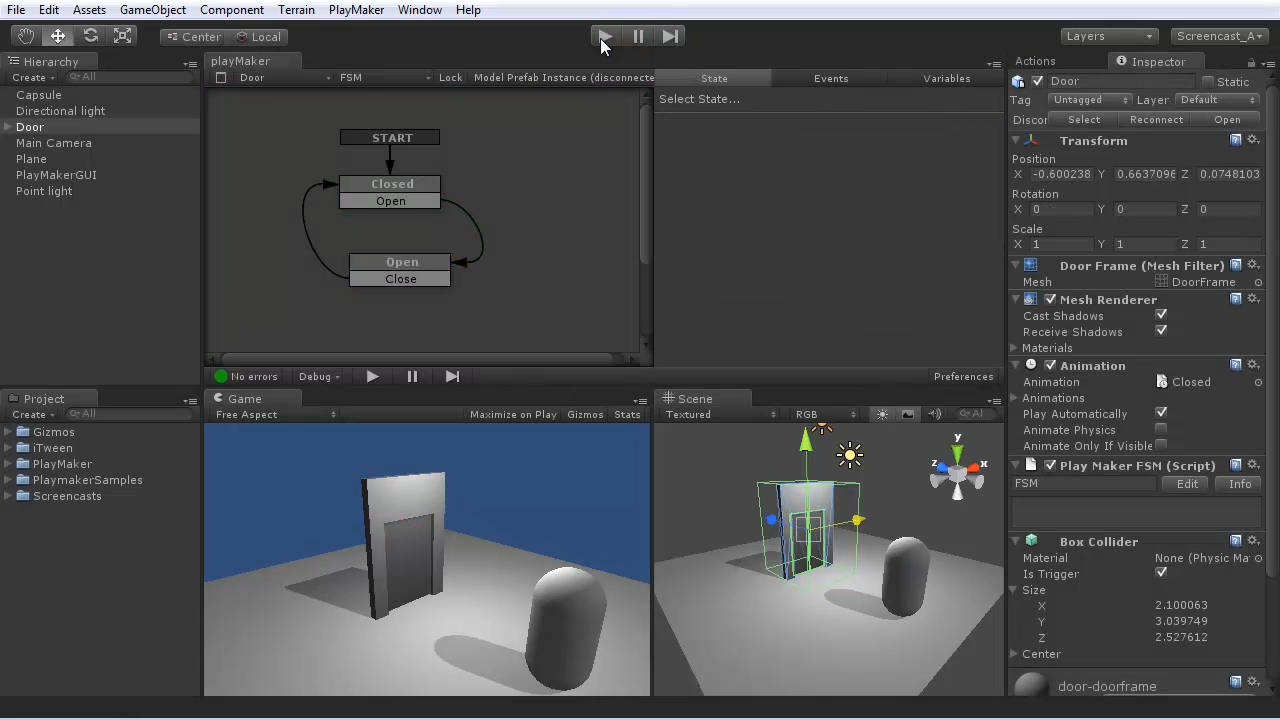 File Edit Assets GameObject Component Terrain PlayMaker Window Help
Center Local Layers Screencast_A
Hierarchy
Create All
Capsule
Directional light
Door
Main Camera
Plane
PlayMakerGUI
Point light
playMaker
Door FSM Lock Model Prefab Instance (disconnecte
START
Closed
Open
Open
Close
No errors Debug Preferences
State Events Variables
Select State...
Project
Create All
Gizmos
iTween
PlayMaker
PlaymakerSamples
Screencasts
Game
Free Aspect Maximize on Play Gizmos Stats
Scene
Textured RGB All
y
z x
Actions Inspector
Door Static
Tag Untagged Layer Default
Discor Select Reconnect Open
Transform
Position
X -0.600238 Y 0.6637096 Z 0.0748103
Rotation
X 0 Y 0 Z 0
Scale
X 1 Y 1 Z 1
Door Frame (Mesh Filter)
Mesh DoorFrame
Mesh Renderer
Cast Shadows
Receive Shadows
Materials
Animation
Animation Closed
Animations
Play Automatically
Animate Physics
Animate Only If Visible
Play Maker FSM (Script)
FSM Edit Info
Box Collider
Material None (Physic Ma
Is Trigger
Size
X 2.100063
Y 3.039749
Z 2.527612
Center
door-doorframe